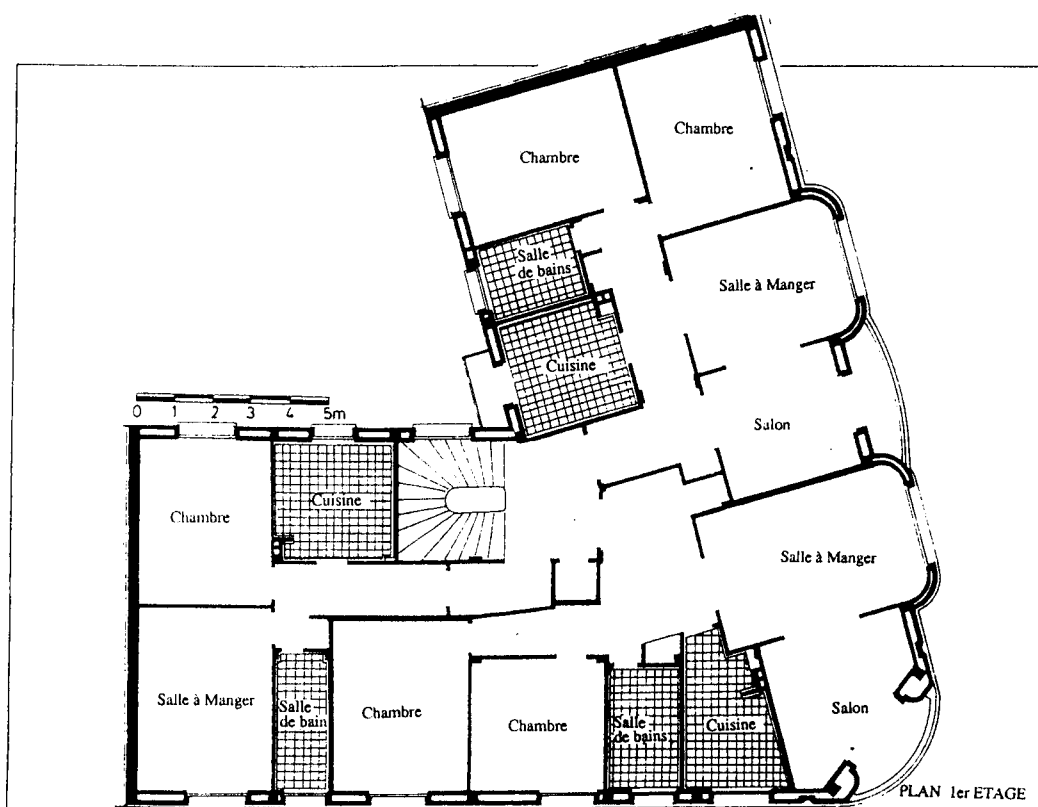 Chambre
Chambre
Salle
de bains
Salle à Manger
Cuisine
0 1 2 3 4 5m
Salon
Chambre
Cuisine
Salle à Manger
Salle à Manger
Salle
de bain
Chambre
Chambre
Salle
de bains
Cuisine
Salon
PLAN 1er ETAGE